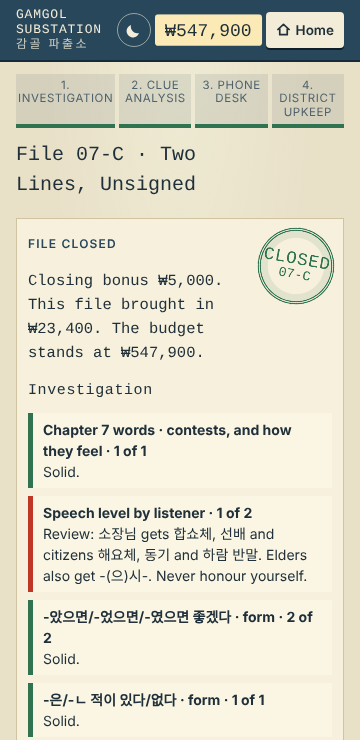 GAMGOL
SUBSTATION
감골 파출소
₩547,900
Home
1.
INVESTIGATION
2. CLUE
ANALYSIS
3. PHONE
DESK
4.
DISTRICT
UPKEEP
File 07-C · Two
Lines, Unsigned
FILE CLOSED
CLOSED
07-C
Closing bonus ₩5,000.
This file brought in
₩23,400. The budget
stands at ₩547,900.
Investigation
Chapter 7 words · contests, and how
they feel · 1 of 1
Solid.
Speech level by listener · 1 of 2
Review: 소장님 gets 합쇼체, 선배 and
citizens 해요체, 동기 and 하람 반말. Elders
also get -(으)시-. Never honour yourself.
-았으면/-었으면/-였으면 좋겠다 · form · 2 of
2
Solid.
-은/-ㄴ 적이 있다/없다 · form · 1 of 1
Solid.